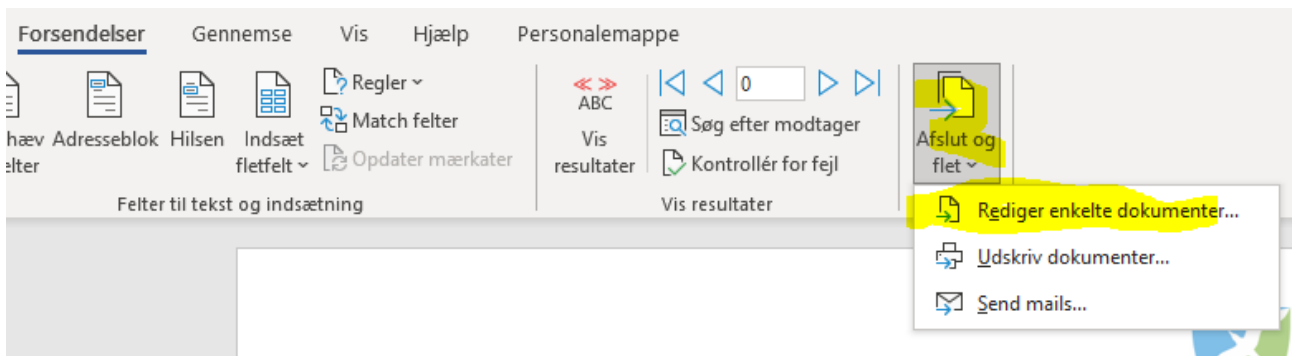 Forsendelser Gennemse Vis Hjælp Personalemappe
hæv
elter
Adresseblok
Hilsen
Indsæt
fletfelt
Regler
Match felter
Opdater mærkater
Felter til tekst og indsætning
ABC
Vis
resultater
0
Søg efter modtager
Kontrollér for fejl
Vis resultater
Afslut og
flet
Rediger enkelte dokumenter...
Udskriv dokumenter...
Send mails...